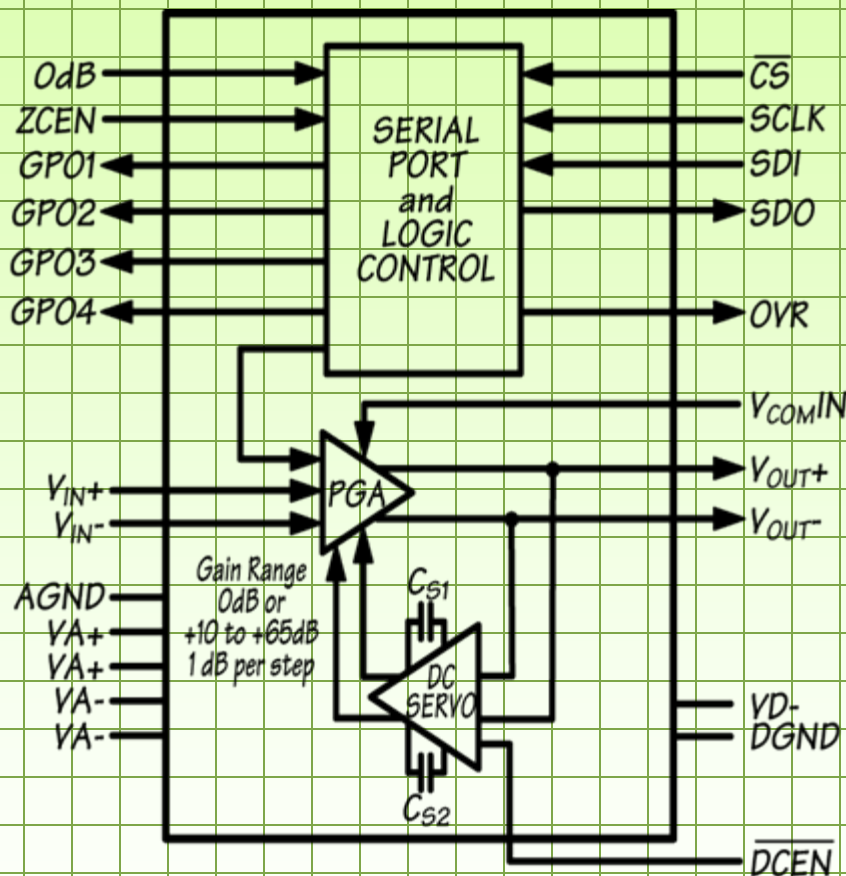 0dB
ZCEN
GPO1
GPO2
GPO3
GPO4
SERIAL
PORT
and
LOGIC
CONTROL
C̅S̅
SCLK
SDI
SDO
OVR
VCOMIN
VOUT+
VOUT-
PGA
VIN+
VIN-
Gain Range
0dB or
+10 to +65dB
1 dB per step
AGND
VA+
VA+
VA-
VA-
CS1
DC
SERVO
CS2
VD-
DGND
D̅C̅E̅N̅